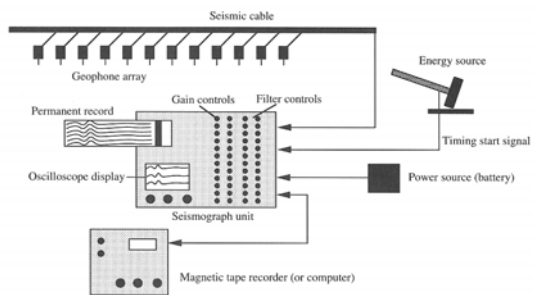 Seismic cable
Geophone array
Energy source
Gain controls
Filter controls
Permanent record
Timing start signal
Oscilloscope display
Power source (battery)
Seismograph unit
Magnetic tape recorder (or computer)